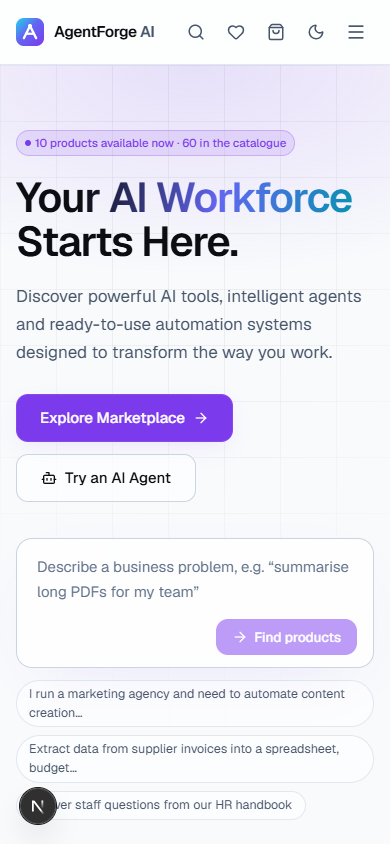 AgentForge AI
10 products available now · 60 in the catalogue
Your AI Workforce
Starts Here.
Discover powerful AI tools, intelligent agents
and ready-to-use automation systems
designed to transform the way you work.
Explore Marketplace
Try an AI Agent
Describe a business problem, e.g. “summarise
long PDFs for my team”
Find products
I run a marketing agency and need to automate content
creation…
Extract data from supplier invoices into a spreadsheet,
budget…
N
staff questions from our HR handbook